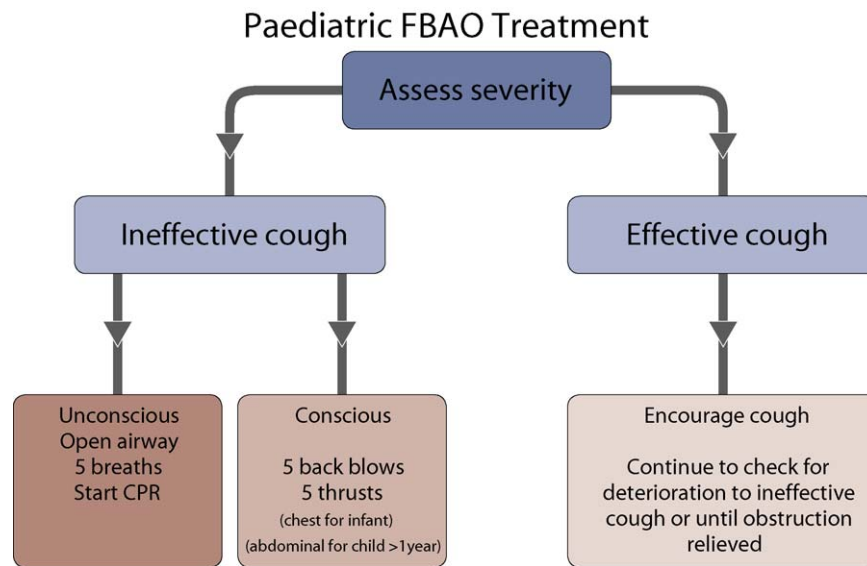 Paediatric FBAO Treatment
Assess severity
Ineffective cough
Effective cough
Unconscious
Open airway
5 breaths
Start CPR
Conscious
5 back blows
5 thrusts
(chest for infant)
(abdominal for child >1year)
Encourage cough
Continue to check for
deterioration to ineffective
cough or until obstruction
relieved